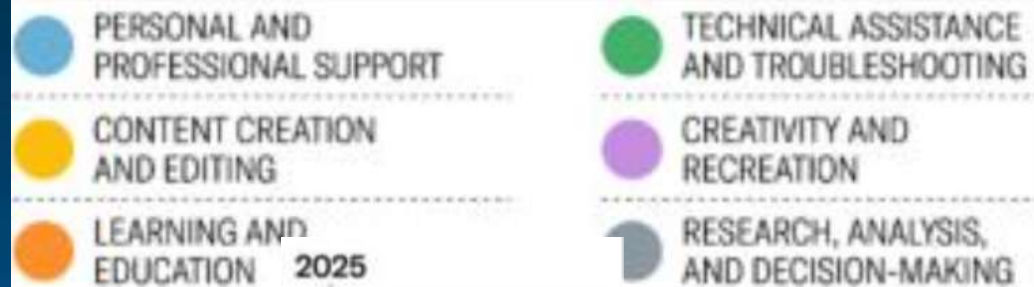 PERSONAL AND
PROFESSIONAL SUPPORT
CONTENT CREATION
AND EDITING
LEARNING AND
EDUCATION
2025
TECHNICAL ASSISTANCE
AND TROUBLESHOOTING
CREATIVITY AND
RECREATION
RESEARCH, ANALYSIS,
AND DECISION-MAKING